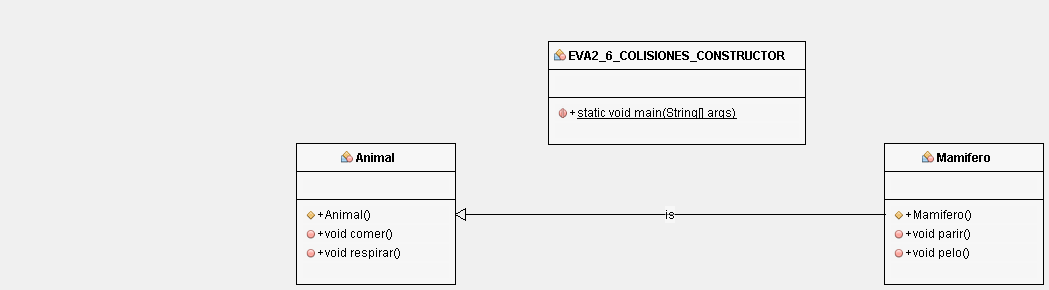 EVA2_6_COLISIONES_CONSTRUCTOR
+static void main(String[] args)
Animal
+Animal()
+void comer()
+void respirar()
is
Mamifero
+Mamifero()
+void parir()
+void pelo()